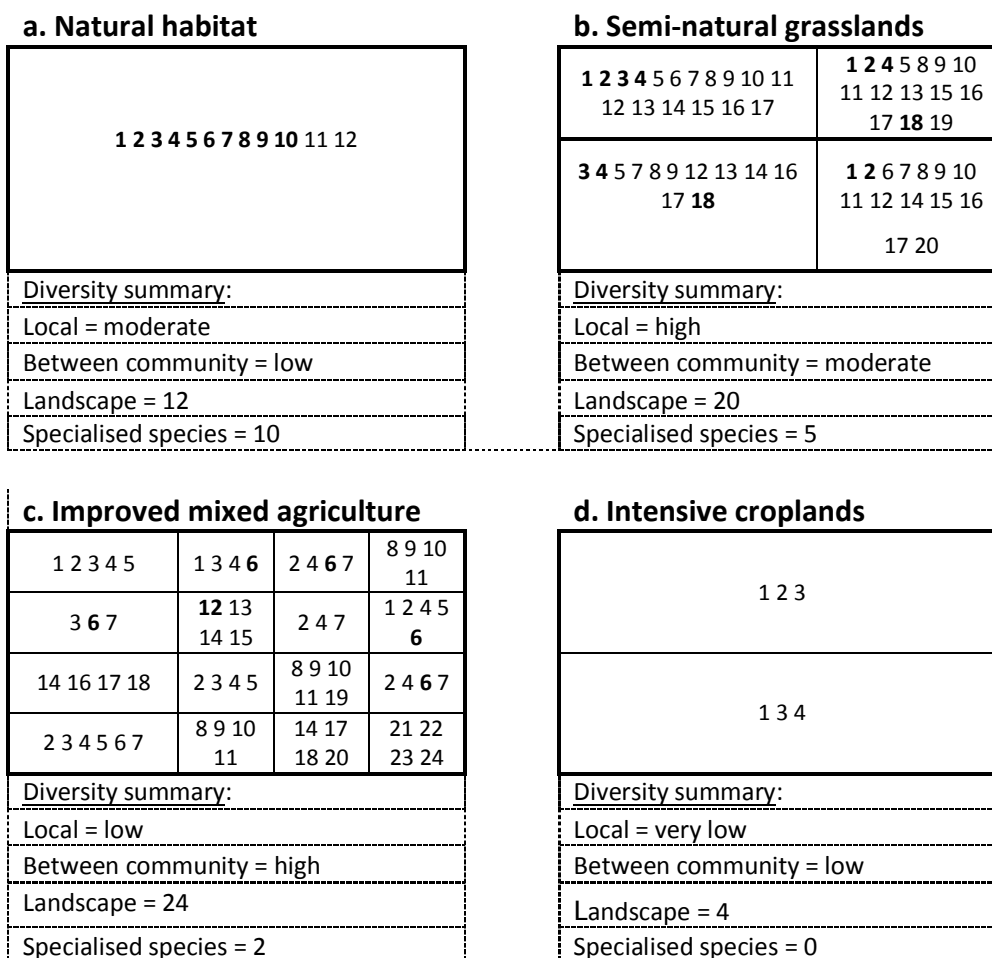 a. Natural habitat
1 2 3 4 5 6 7 8 9 10 11 12
Diversity summary:
Local = moderate
Between community = low
Landscape = 12
Specialised species = 10
b. Semi-natural grasslands
1 2 3 4 5 6 7 8 9 10 11
12 13 14 15 16 17
1 2 4 5 8 9 10
11 12 13 15 16
17 18 19
3 4 5 7 8 9 12 13 14 16
17 18
1 2 6 7 8 9 10
11 12 14 15 16
17 20
Diversity summary:
Local = high
Between community = moderate
Landscape = 20
Specialised species = 5
c. Improved mixed agriculture
1 2 3 4 5
1 3 4 6
2 4 6 7
8 9 10
11
3 6 7
12 13
14 15
2 4 7
1 2 4 5
6
14 16 17 18
2 3 4 5
8 9 10
11 19
2 4 6 7
2 3 4 5 6 7
8 9 10
11
14 17
18 20
21 22
23 24
Diversity summary:
Local = low
Between community = high
Landscape = 24
Specialised species = 2
d. Intensive croplands
1 2 3
1 3 4
Diversity summary:
Local = very low
Between community = low
Landscape = 4
Specialised species = 0